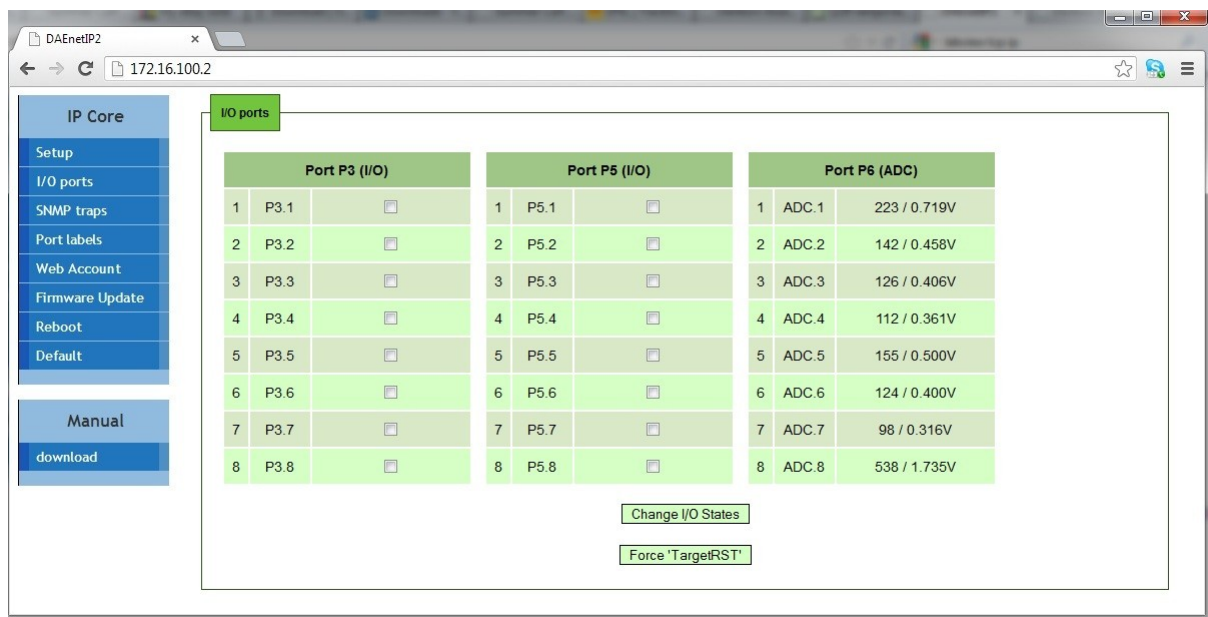 DAEnetIP2
172.16.100.2
IP Core
Setup
I/O ports
SNMP traps
Port labels
Web Account
Firmware Update
Reboot
Default
Manual
download
I/O ports
Port P3 (I/O) Port P5 (I/O) Port P6 (ADC)
1 P3.1 1 P5.1 1 ADC.1 223 / 0.719V
2 P3.2 2 P5.2 2 ADC.2 142 / 0.458V
3 P3.3 3 P5.3 3 ADC.3 126 / 0.406V
4 P3.4 4 P5.4 4 ADC.4 112 / 0.361V
5 P3.5 5 P5.5 5 ADC.5 155 / 0.500V
6 P3.6 6 P5.6 6 ADC.6 124 / 0.400V
7 P3.7 7 P5.7 7 ADC.7 98 / 0.316V
8 P3.8 8 P5.8 8 ADC.8 538 / 1.735V
Change I/O States
Force 'TargetRST'